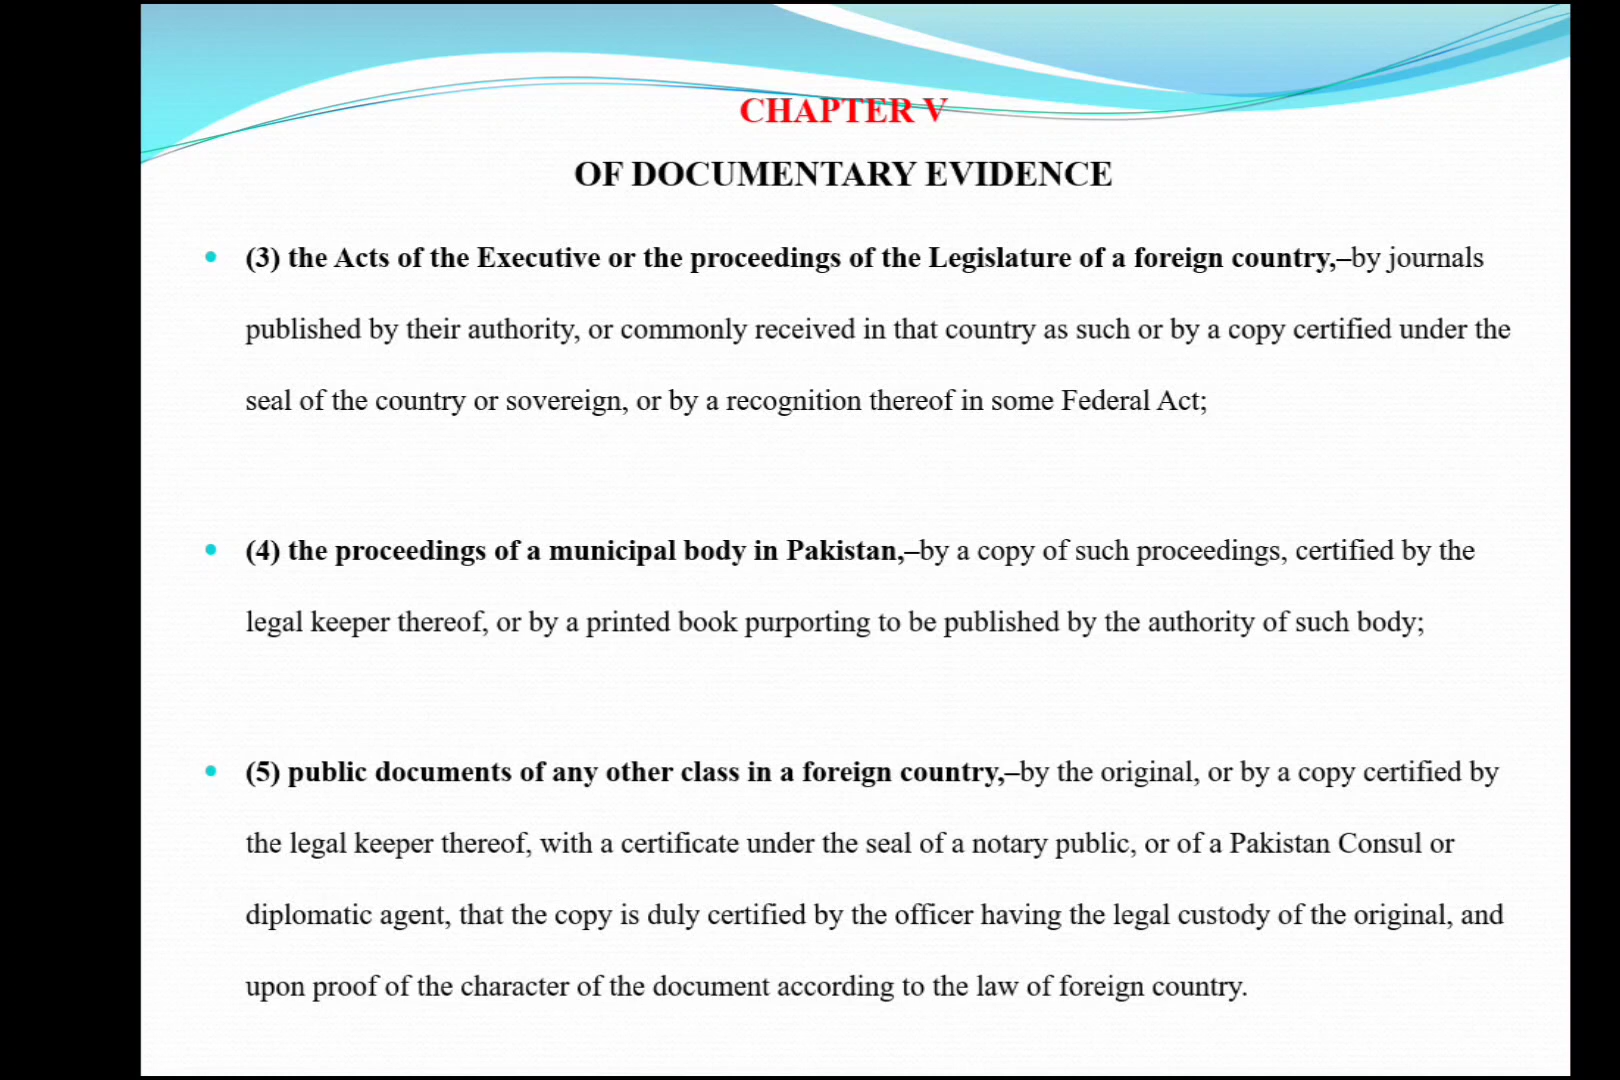 CHAPTER V
OF DOCUMENTARY EVIDENCE
• (3) the Acts of the Executive or the proceedings of the Legislature of a foreign country,–by journals
published by their authority, or commonly received in that country as such or by a copy certified under the
seal of the country or sovereign, or by a recognition thereof in some Federal Act;
• (4) the proceedings of a municipal body in Pakistan,–by a copy of such proceedings, certified by the
legal keeper thereof, or by a printed book purporting to be published by the authority of such body;
• (5) public documents of any other class in a foreign country,–by the original, or by a copy certified by
the legal keeper thereof, with a certificate under the seal of a notary public, or of a Pakistan Consul or
diplomatic agent, that the copy is duly certified by the officer having the legal custody of the original, and
upon proof of the character of the document according to the law of foreign country.